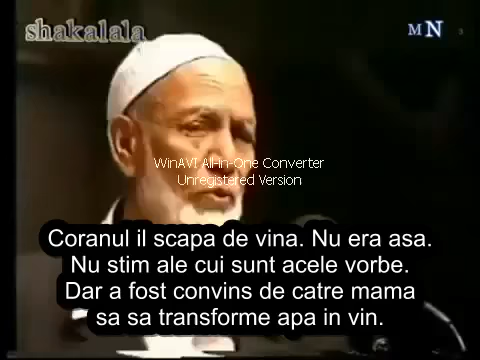 shakalala
MN
WinAVI All-in-One Converter
Unregistered Version
Coranul il scapa de vina. Nu era asa.
Nu stim ale cui sunt acele vorbe.
Dar a fost convins de catre mama
sa sa transforme apa in vin.